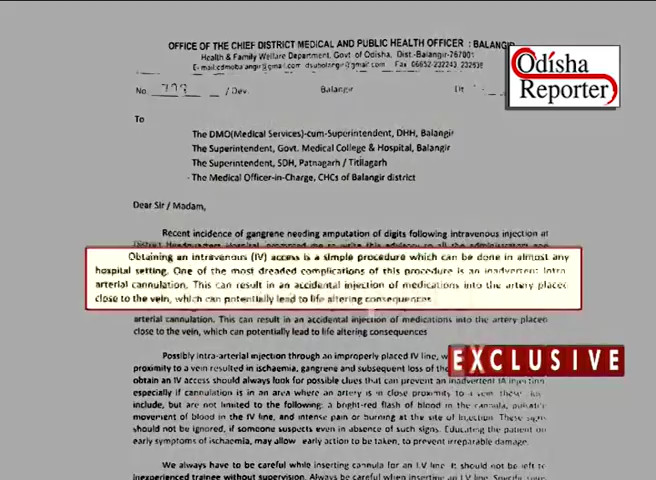 OFFICE OF THE CHIEF DISTRICT MEDICAL AND PUBLIC HEALTH OFFICER : BALANGIR
Health & Family Welfare Department, Govt of Odisha, Dist.-Balangir-767001
Odisha
Reporter
No.
/Dev.
Balangir
Dt
To
The DMO(Medical Services)-cum-Superintendent, DHH, Balangir
The Superintendent, Govt. Medical College & Hospital, Balangir
The Superintendent, SDH, Patnagarh / Titilagarh
The Medical Officer-in-Charge, CHCs of Balangir district
Dear Sir / Madam,
Recent incidence of gangrene needing amputation of digits following intravenous injection at
Obtaining an intravenous (IV) access is a simple procedure which can be done in almost any
hospital setting. One of the most dreaded complications of this procedure is an inadvertent intra
arterial cannulation. This can result in an accidental injection of medications into the artery placed
close to the vein, which can potentially lead to life altering consequences
arterial cannulation. This can result in an accidental injection of medications into the artery placed
close to the vein, which can potentially lead to life altering consequences
EXCLUSIVE
Possibly intra-arterial injection through an improperly placed IV line,
proximity to a vein resulted in ischaemia, gangrene and subsequent loss of the
obtain an IV access should always look for possible clues that can prevent an inadvertent IA injection
especially if cannulation is in an area where an artery is in close proximity to a vein
include, but are not limited to the following; a bright-red flash of blood in the cannula, pulsatile
movement of blood in the IV line, and intense pain or burning at the site of injection. These signs
should not be ignored, if someone suspects even in absence of such signs. Educating the patient on
early symptoms of ischaemia, may allow early action to be taken, to prevent irreparable damage.
We always have to be careful while inserting cannula for an I.V line. It should not be left to
inexperienced trainee without supervision. Always be careful when inserting an I.V line.